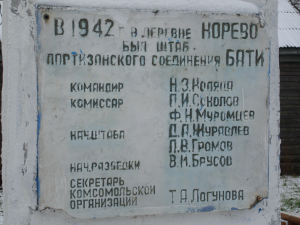 В 1942 В ДЕРЕВНЕ НОРЕВО
БЫЛ ШТАБ
ПАРТИЗАНСКОГО СОЕДИНЕНИЯ БАТИ
КОМАНДИР Н.З. КОЛЯДА
КОМИССАР П.И. СОКОЛОВ
Ф.Н. МУРОМЦЕВ
НАЧ. ШТАБА Д.А. ЖУРАВЛЕВ
Л.В. ГРОМОВ
НАЧ. РАЗВЕДКИ В.И. БРУСОВ
СЕКРЕТАРЬ
КОМСОМОЛЬСКОЙ
ОРГАНИЗАЦИИ Т.А. ЛОГУНОВА